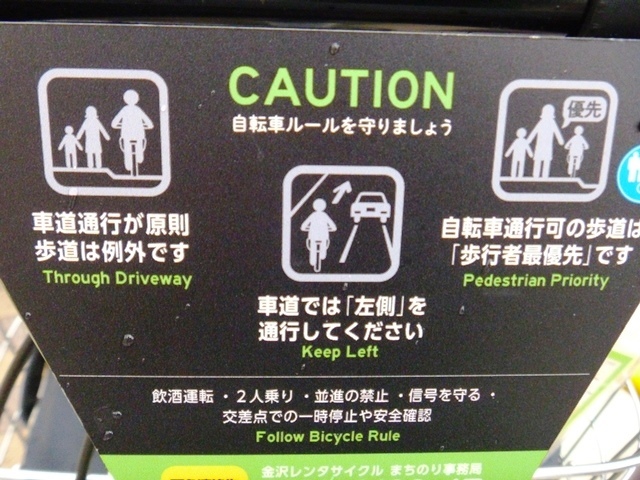 CAUTION
自転車ルールを守りましょう
車道通行が原則
歩道は例外です
Through Driveway
車道では「左側」を
通行してください
Keep Left
優先
自転車通行可の歩道は
「歩行者最優先」です
Pedestrian Priority
飲酒運転・2人乗り・並進の禁止・信号を守る・
交差点での一時停止や安全確認
Follow Bicycle Rule
金沢レンタサイクル まちのり事務局